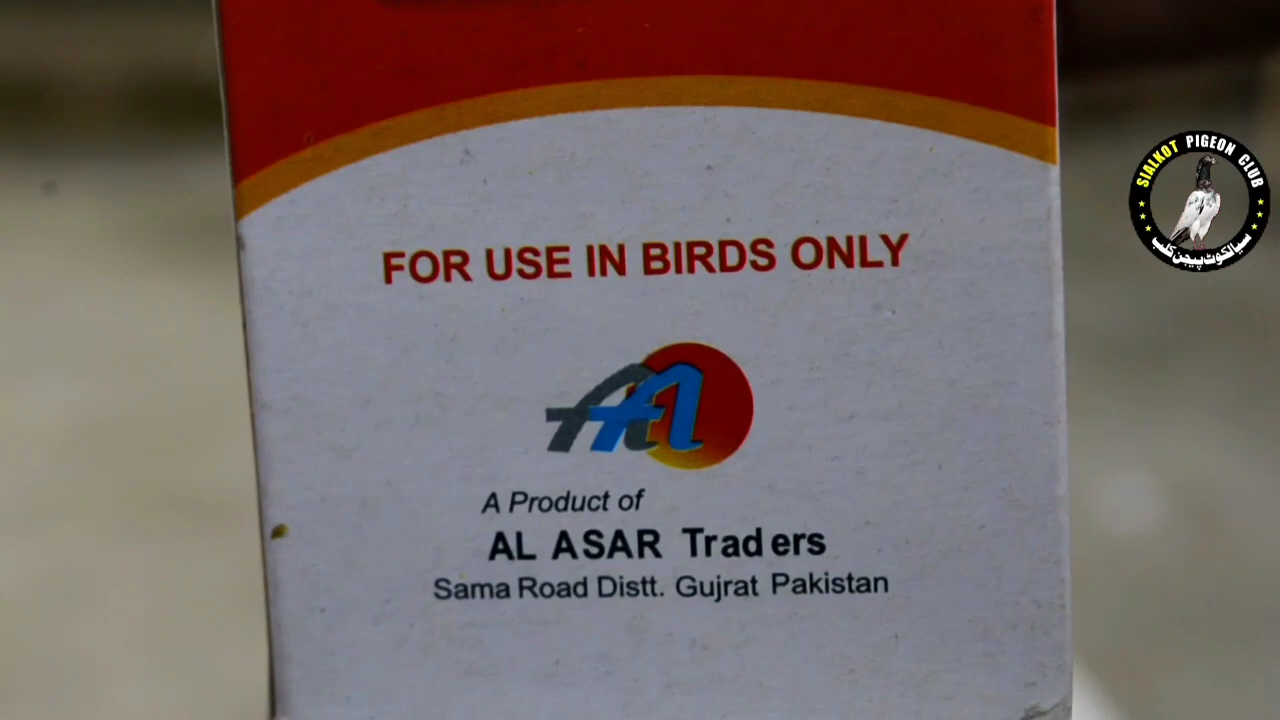 FOR USE IN BIRDS ONLY
A Product of
AL ASAR Traders
Sama Road Distt. Gujrat Pakistan
SIALKOT PIGEON CLUB
سیالکوٹ پیجن کلب